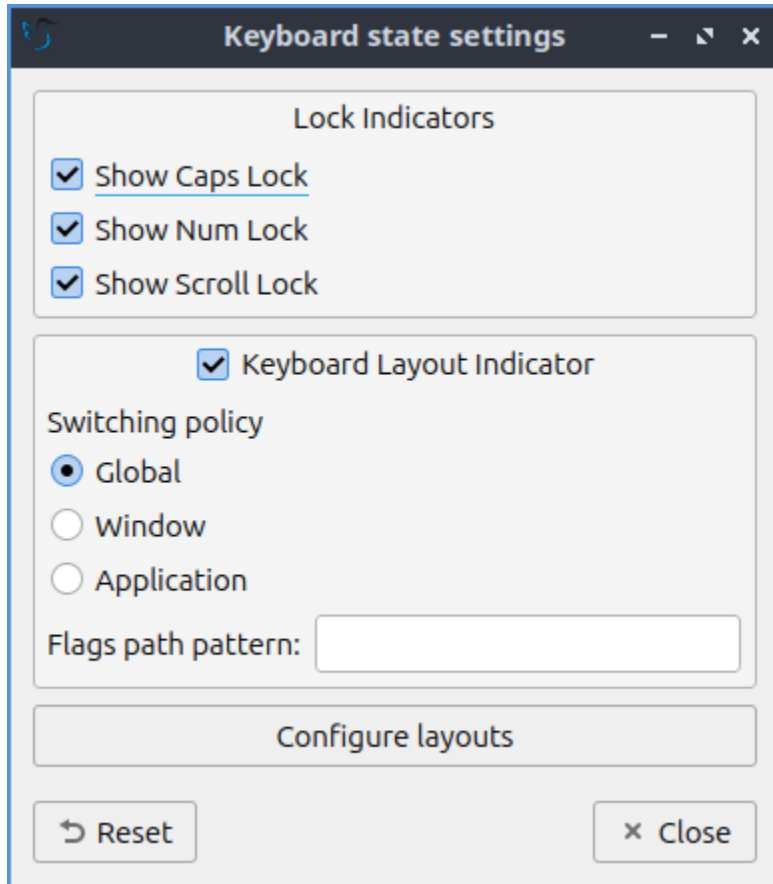 Keyboard state settings
Lock Indicators
Show Caps Lock
Show Num Lock
Show Scroll Lock
Keyboard Layout Indicator
Switching policy
Global
Window
Application
Flags path pattern:
Configure layouts
Reset
Close